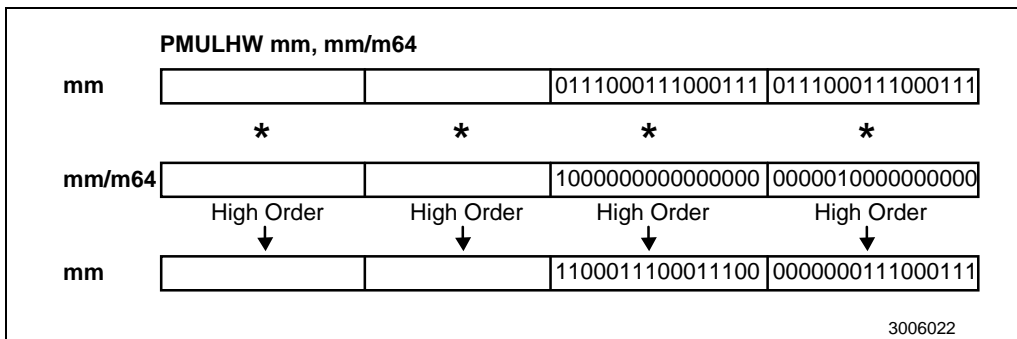 PMULHW mm, mm/m64
mm 0111000111000111 0111000111000111
* * * *
mm/m64 1000000000000000 0000010000000000
High Order High Order High Order High Order
mm 1100011100011100 0000000111000111
3006022